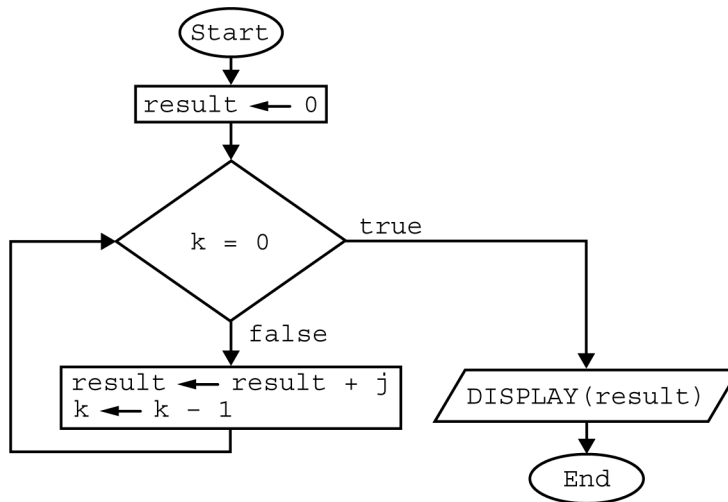 Start
result ← 0
k = 0
true
false
result ← result + j
k ← k - 1
DISPLAY(result)
End